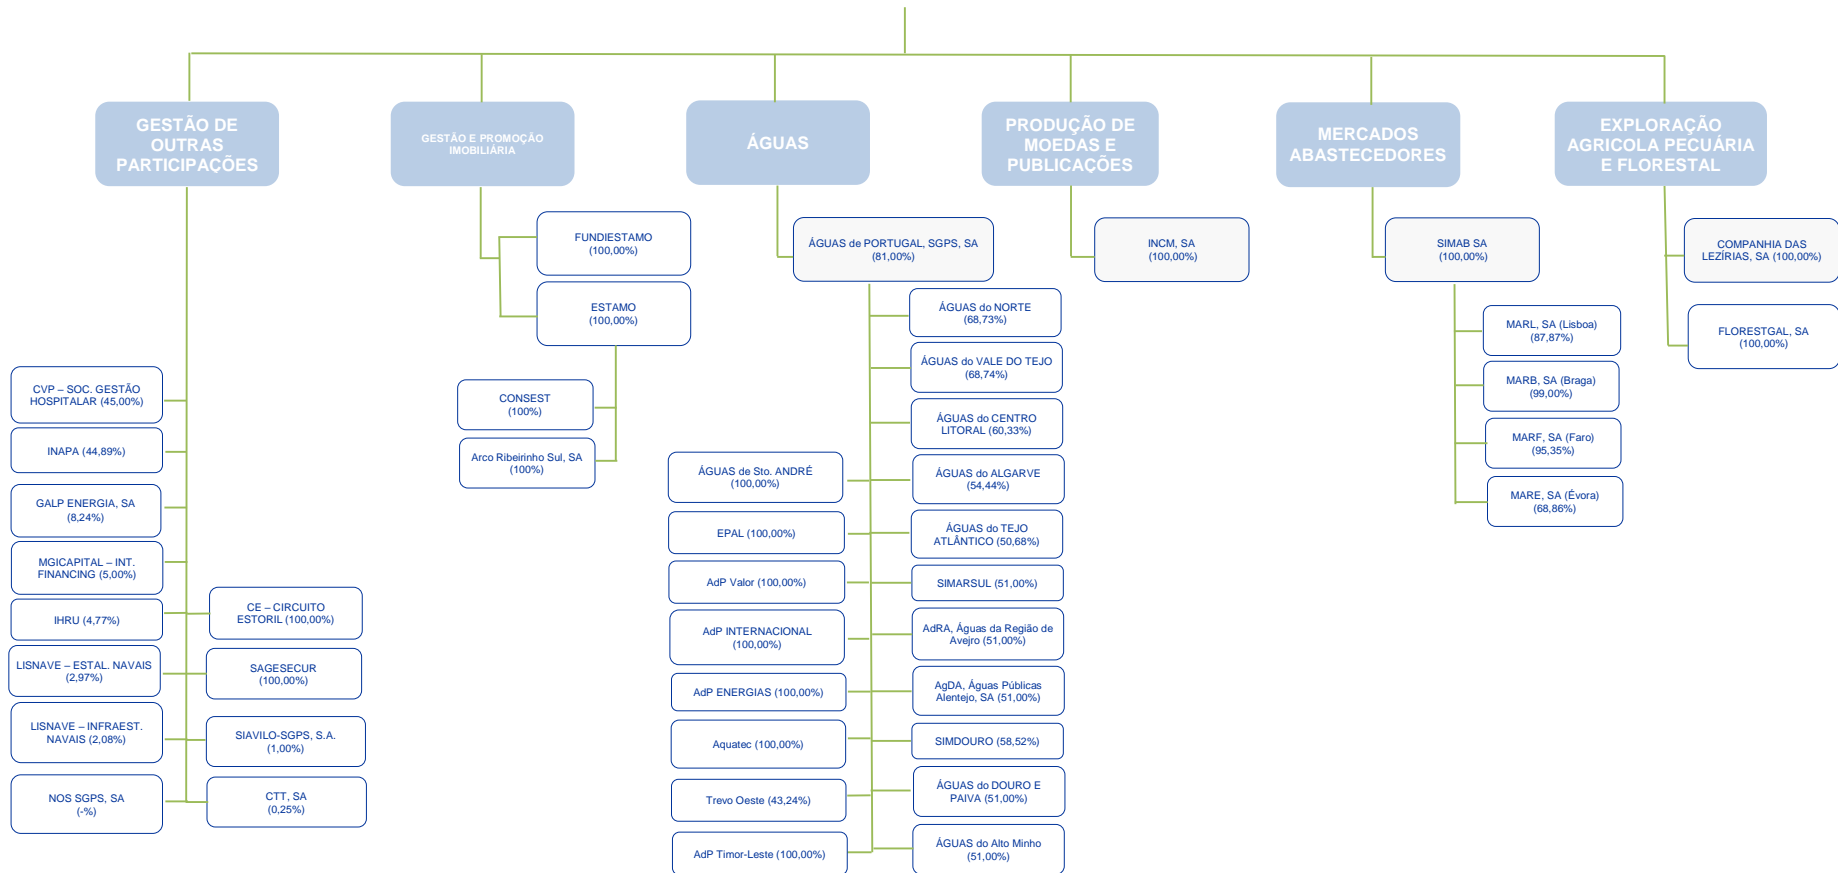 GESTÃO DE
OUTRAS
PARTICIPAÇÕES
GESTÃO E PROMOÇÃO
IMOBILIÁRIA
ÁGUAS
PRODUÇÃO DE
MOEDAS E
PUBLICAÇÕES
MERCADOS
ABASTECEDORES
EXPLORAÇÃO
AGRICOLA PECUÁRIA
E FLORESTAL
CVP – SOC. GESTÃO
HOSPITALAR (45,00%)
INAPA (44,89%)
GALP ENERGIA, SA
(8,24%)
MGICAPITAL – INT.
FINANCING (5,00%)
IHRU (4,77%)
LISNAVE – ESTAL. NAVAIS
(2,97%)
LISNAVE – INFRAEST.
NAVAIS (2,08%)
NOS SGPS, SA
(-%)
CE – CIRCUITO
ESTORIL (100,00%)
SAGESECUR
(100,00%)
SIAVILO-SGPS, S.A.
(1,00%)
CTT, SA
(0,25%)
FUNDIESTAMO
(100,00%)
ESTAMO
(100,00%)
CONSEST
(100%)
Arco Ribeirinho Sul, SA
(100%)
ÁGUAS de PORTUGAL, SGPS, SA
(81,00%)
ÁGUAS de Sto. ANDRÉ
(100,00%)
EPAL (100,00%)
AdP Valor (100,00%)
AdP INTERNACIONAL
(100,00%)
AdP ENERGIAS (100,00%)
Aquatec (100,00%)
Trevo Oeste (43,24%)
AdP Timor-Leste (100,00%)
ÁGUAS do NORTE
(68,73%)
ÁGUAS do VALE DO TEJO
(68,74%)
ÁGUAS do CENTRO
LITORAL (60,33%)
ÁGUAS do ALGARVE
(54,44%)
ÁGUAS do TEJO
ATLÂNTICO (50,68%)
SIMARSUL (51,00%)
AdRA, Águas da Região de
Avejro (51,00%)
AgDA, Águas Públicas
Alentejo, SA (51,00%)
SIMDOURO (58,52%)
ÁGUAS do DOURO E
PAIVA (51,00%)
ÁGUAS do Alto Minho
(51,00%)
INCM, SA
(100,00%)
SIMAB SA
(100,00%)
MARL, SA (Lisboa)
(87,87%)
MARB, SA (Braga)
(99,00%)
MARF, SA (Faro)
(95,35%)
MARE, SA (Évora)
(68,86%)
COMPANHIA DAS
LEZÍRIAS, SA (100,00%)
FLORESTGAL, SA
(100,00%)